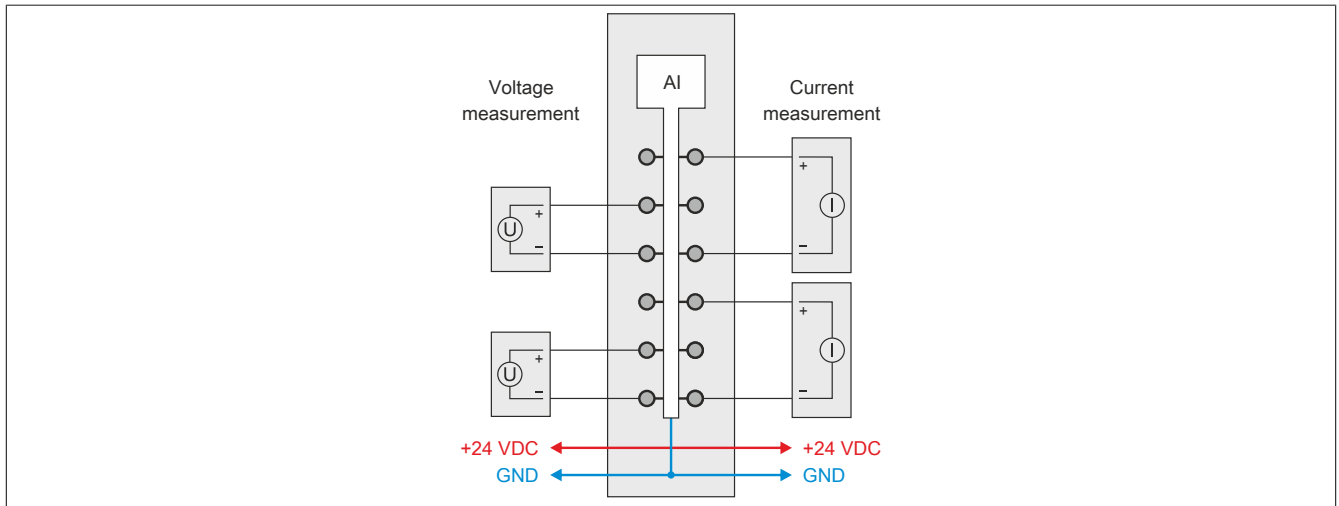 AI
Voltage
measurement
Current
measurement
+
I
−
U
+
−
+
I
−
U
+
−
+24 VDC
+24 VDC
GND
GND